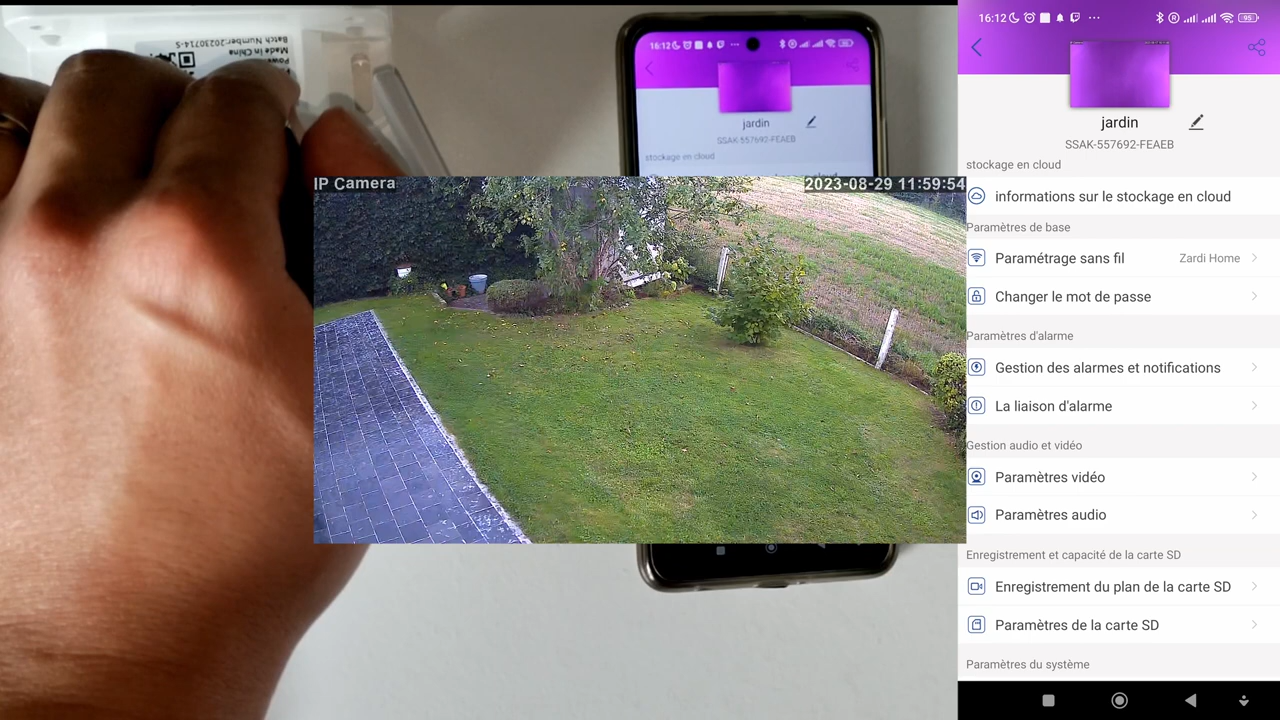 Batch Number:20230714-S
Made in China
16:12
jardin
SSAK-557692-FEAEB
stockage en cloud
IP Camera
2023-08-29 11:59:54
16:12
95
jardin
SSAK-557692-FEAEB
stockage en cloud
informations sur le stockage en cloud
Paramètres de base
Paramétrage sans fil
Zardi Home
Changer le mot de passe
Paramètres d'alarme
Gestion des alarmes et notifications
La liaison d'alarme
Gestion audio et vidéo
Paramètres vidéo
Paramètres audio
Enregistrement et capacité de la carte SD
Enregistrement du plan de la carte SD
Paramètres de la carte SD
Paramètres du système